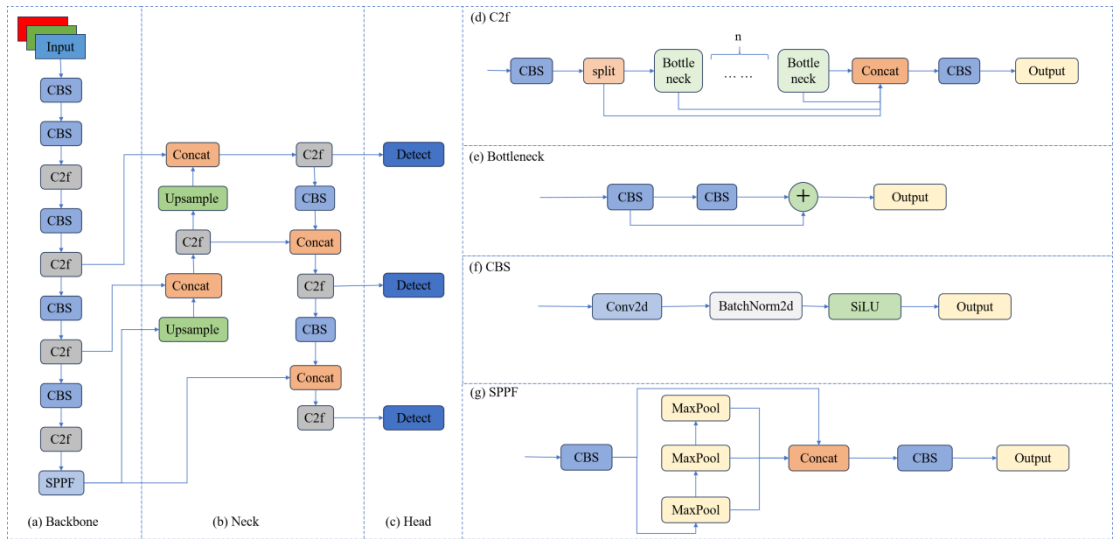 Input
CBS
CBS
C2f
CBS
C2f
CBS
C2f
CBS
C2f
SPPF
(a) Backbone
Concat
Upsample
C2f
Concat
Upsample
C2f
CBS
Concat
C2f
CBS
Concat
C2f
(b) Neck
Detect
Detect
Detect
(c) Head
(d) C2f
n
CBS
split
Bottle
neck
... ...
Bottle
neck
Concat
CBS
Output
(e) Bottleneck
CBS
CBS
+
Output
(f) CBS
Conv2d
BatchNorm2d
SiLU
Output
(g) SPPF
CBS
MaxPool
MaxPool
MaxPool
Concat
CBS
Output